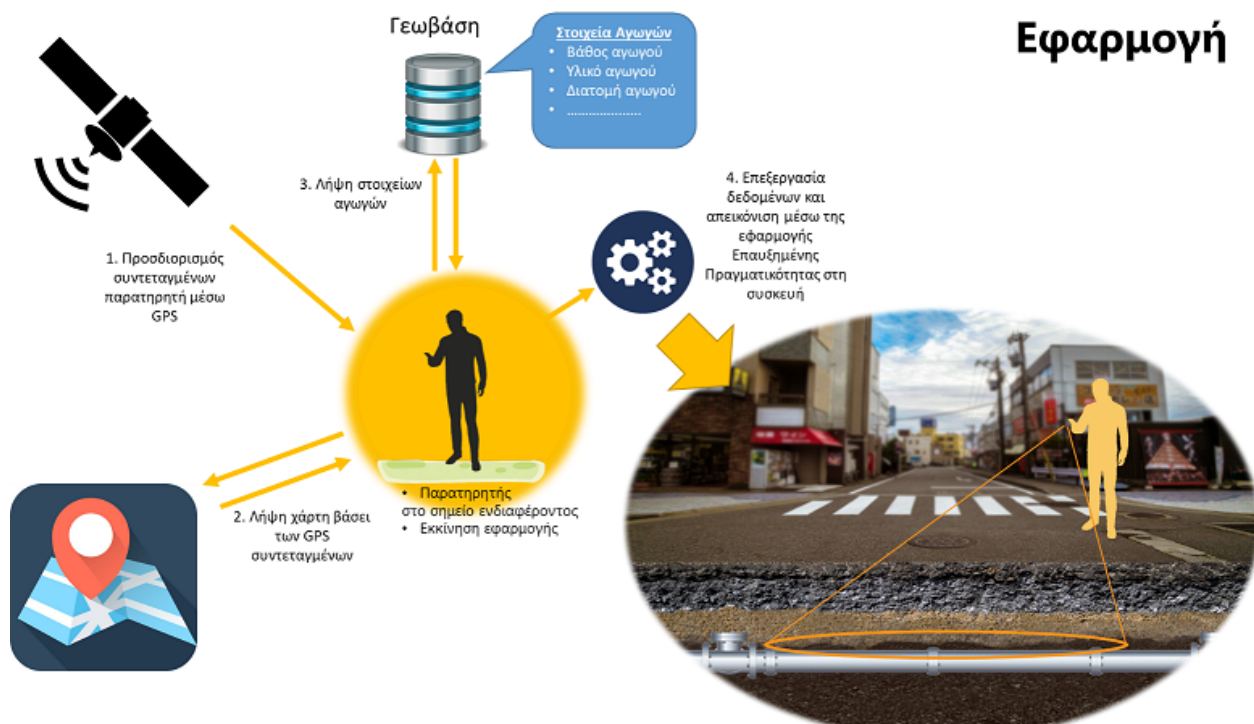 Εφαρμογή
Γεωβάση
Στοιχεία Αγωγών
• Βάθος αγωγού
• Υλικό αγωγού
• Διατομή αγωγού
• .....................
3. Λήψη στοιχείων
αγωγών
4. Επεξεργασία
δεδομένων και
απεικόνιση μέσω της
εφαρμογής
Επαυξημένης
Πραγματικότητας στη
συσκευή
1. Προσδιορισμός
συντεταγμένων
παρατηρητή μέσω
GPS
• Παρατηρητής
στο σημείο ενδιαφέροντος
• Εκκίνηση εφαρμογής
2. Λήψη χάρτη βάσει
των GPS
συντεταγμένων